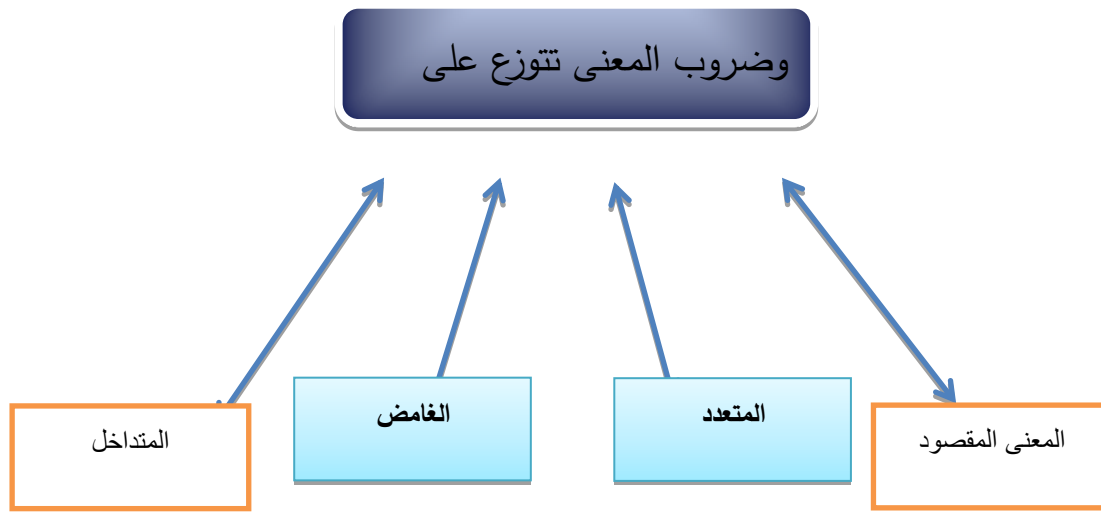 وضروب المعنى تتوزع على
المعنى المقصود
المتعدد
الغامض
المتداخل